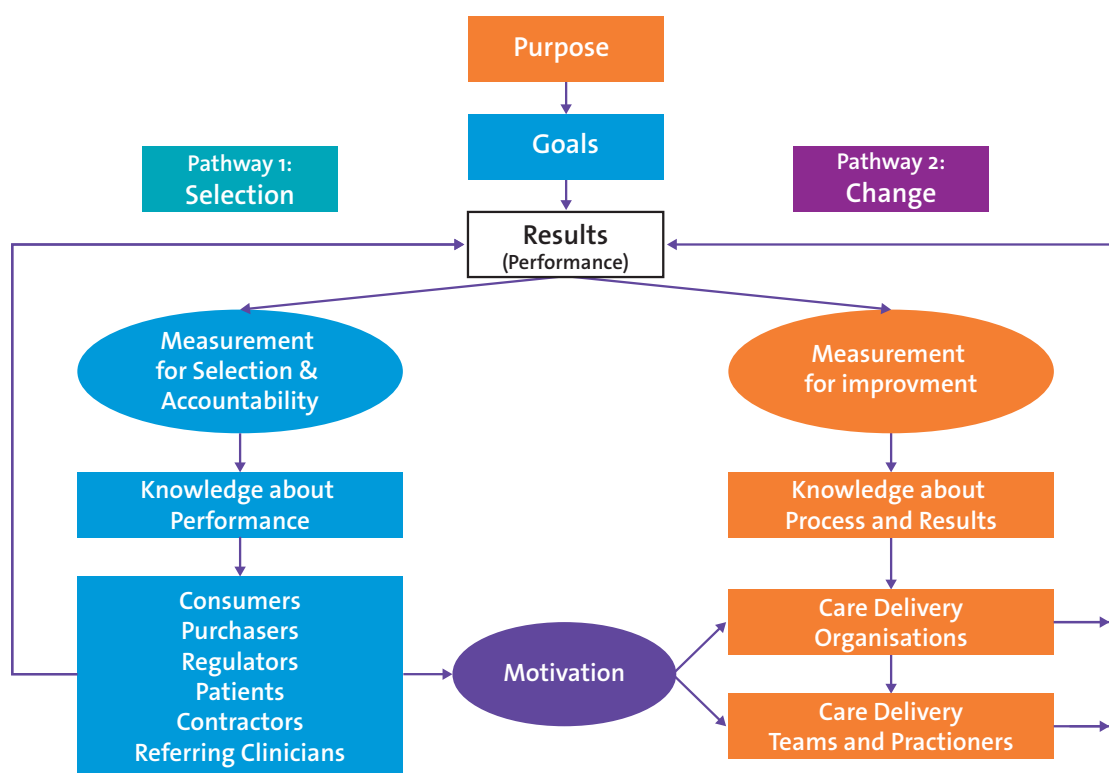 Purpose
Goals
Pathway 1:
Selection
Pathway 2:
Change
Results
(Performance)
Measurement
for Selection &
Accountability
Measurement
for improvment
Knowledge about
Performance
Knowledge about
Process and Results
Consumers
Purchasers
Regulators
Patients
Contractors
Referring Clinicians
Motivation
Care Delivery
Organisations
Care Delivery
Teams and Practioners